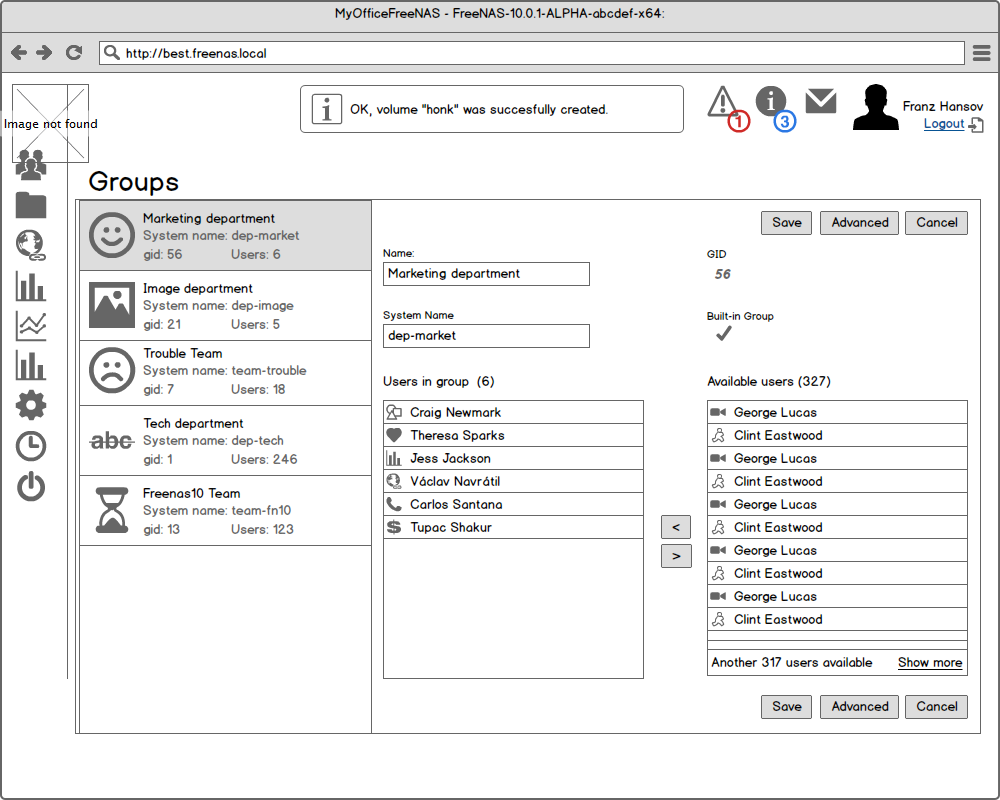 MyOfficeFreeNAS - FreeNAS-10.0.1-ALPHA-abcdef-x64:
http://best.freenas.local
Image not found
OK, volume "honk" was succesfully created.
1
3
Franz Hansov
Logout
Groups
Marketing department
System name: dep-market
gid: 56 Users: 6
Image department
System name: dep-image
gid: 21 Users: 5
Trouble Team
System name: team-trouble
gid: 7 Users: 18
abc
Tech department
System name: dep-tech
gid: 1 Users: 246
Freenas10 Team
System name: team-fn10
gid: 13 Users: 123
Save Advanced Cancel
Name:
Marketing department
GID
56
System Name
dep-market
Built-in Group
Users in group (6)
Craig Newmark
Theresa Sparks
Jess Jackson
Václav Navrátil
Carlos Santana
Tupac Shakur
<
>
Available users (327)
George Lucas
Clint Eastwood
George Lucas
Clint Eastwood
George Lucas
Clint Eastwood
George Lucas
Clint Eastwood
George Lucas
Clint Eastwood
Another 317 users available Show more
Save Advanced Cancel